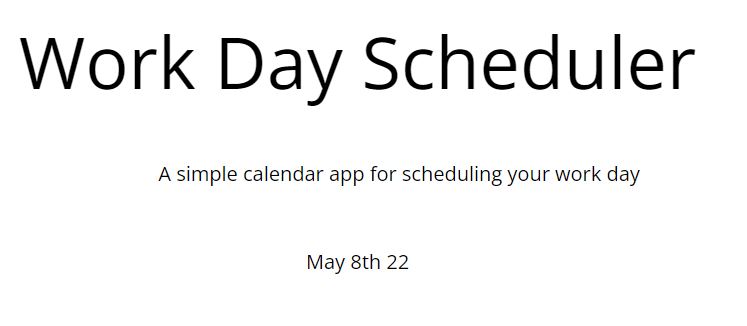 Work Day Scheduler
A simple calendar app for scheduling your work day
May 8th 22